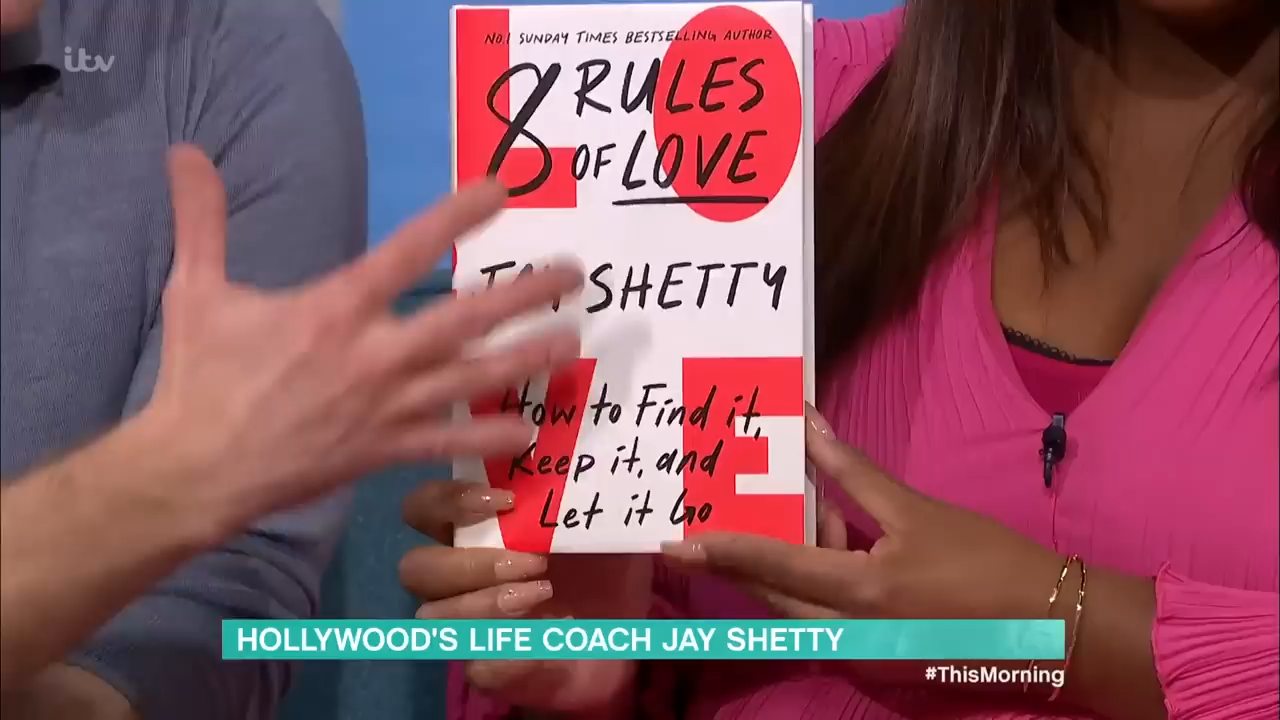 itv
NO.1 SUNDAY TIMES BESTSELLING AUTHOR
8 RULES
OF LOVE
SHETTY
How to Find it,
Keep it, and
Let it Go
HOLLYWOOD'S LIFE COACH JAY SHETTY
#ThisMorning